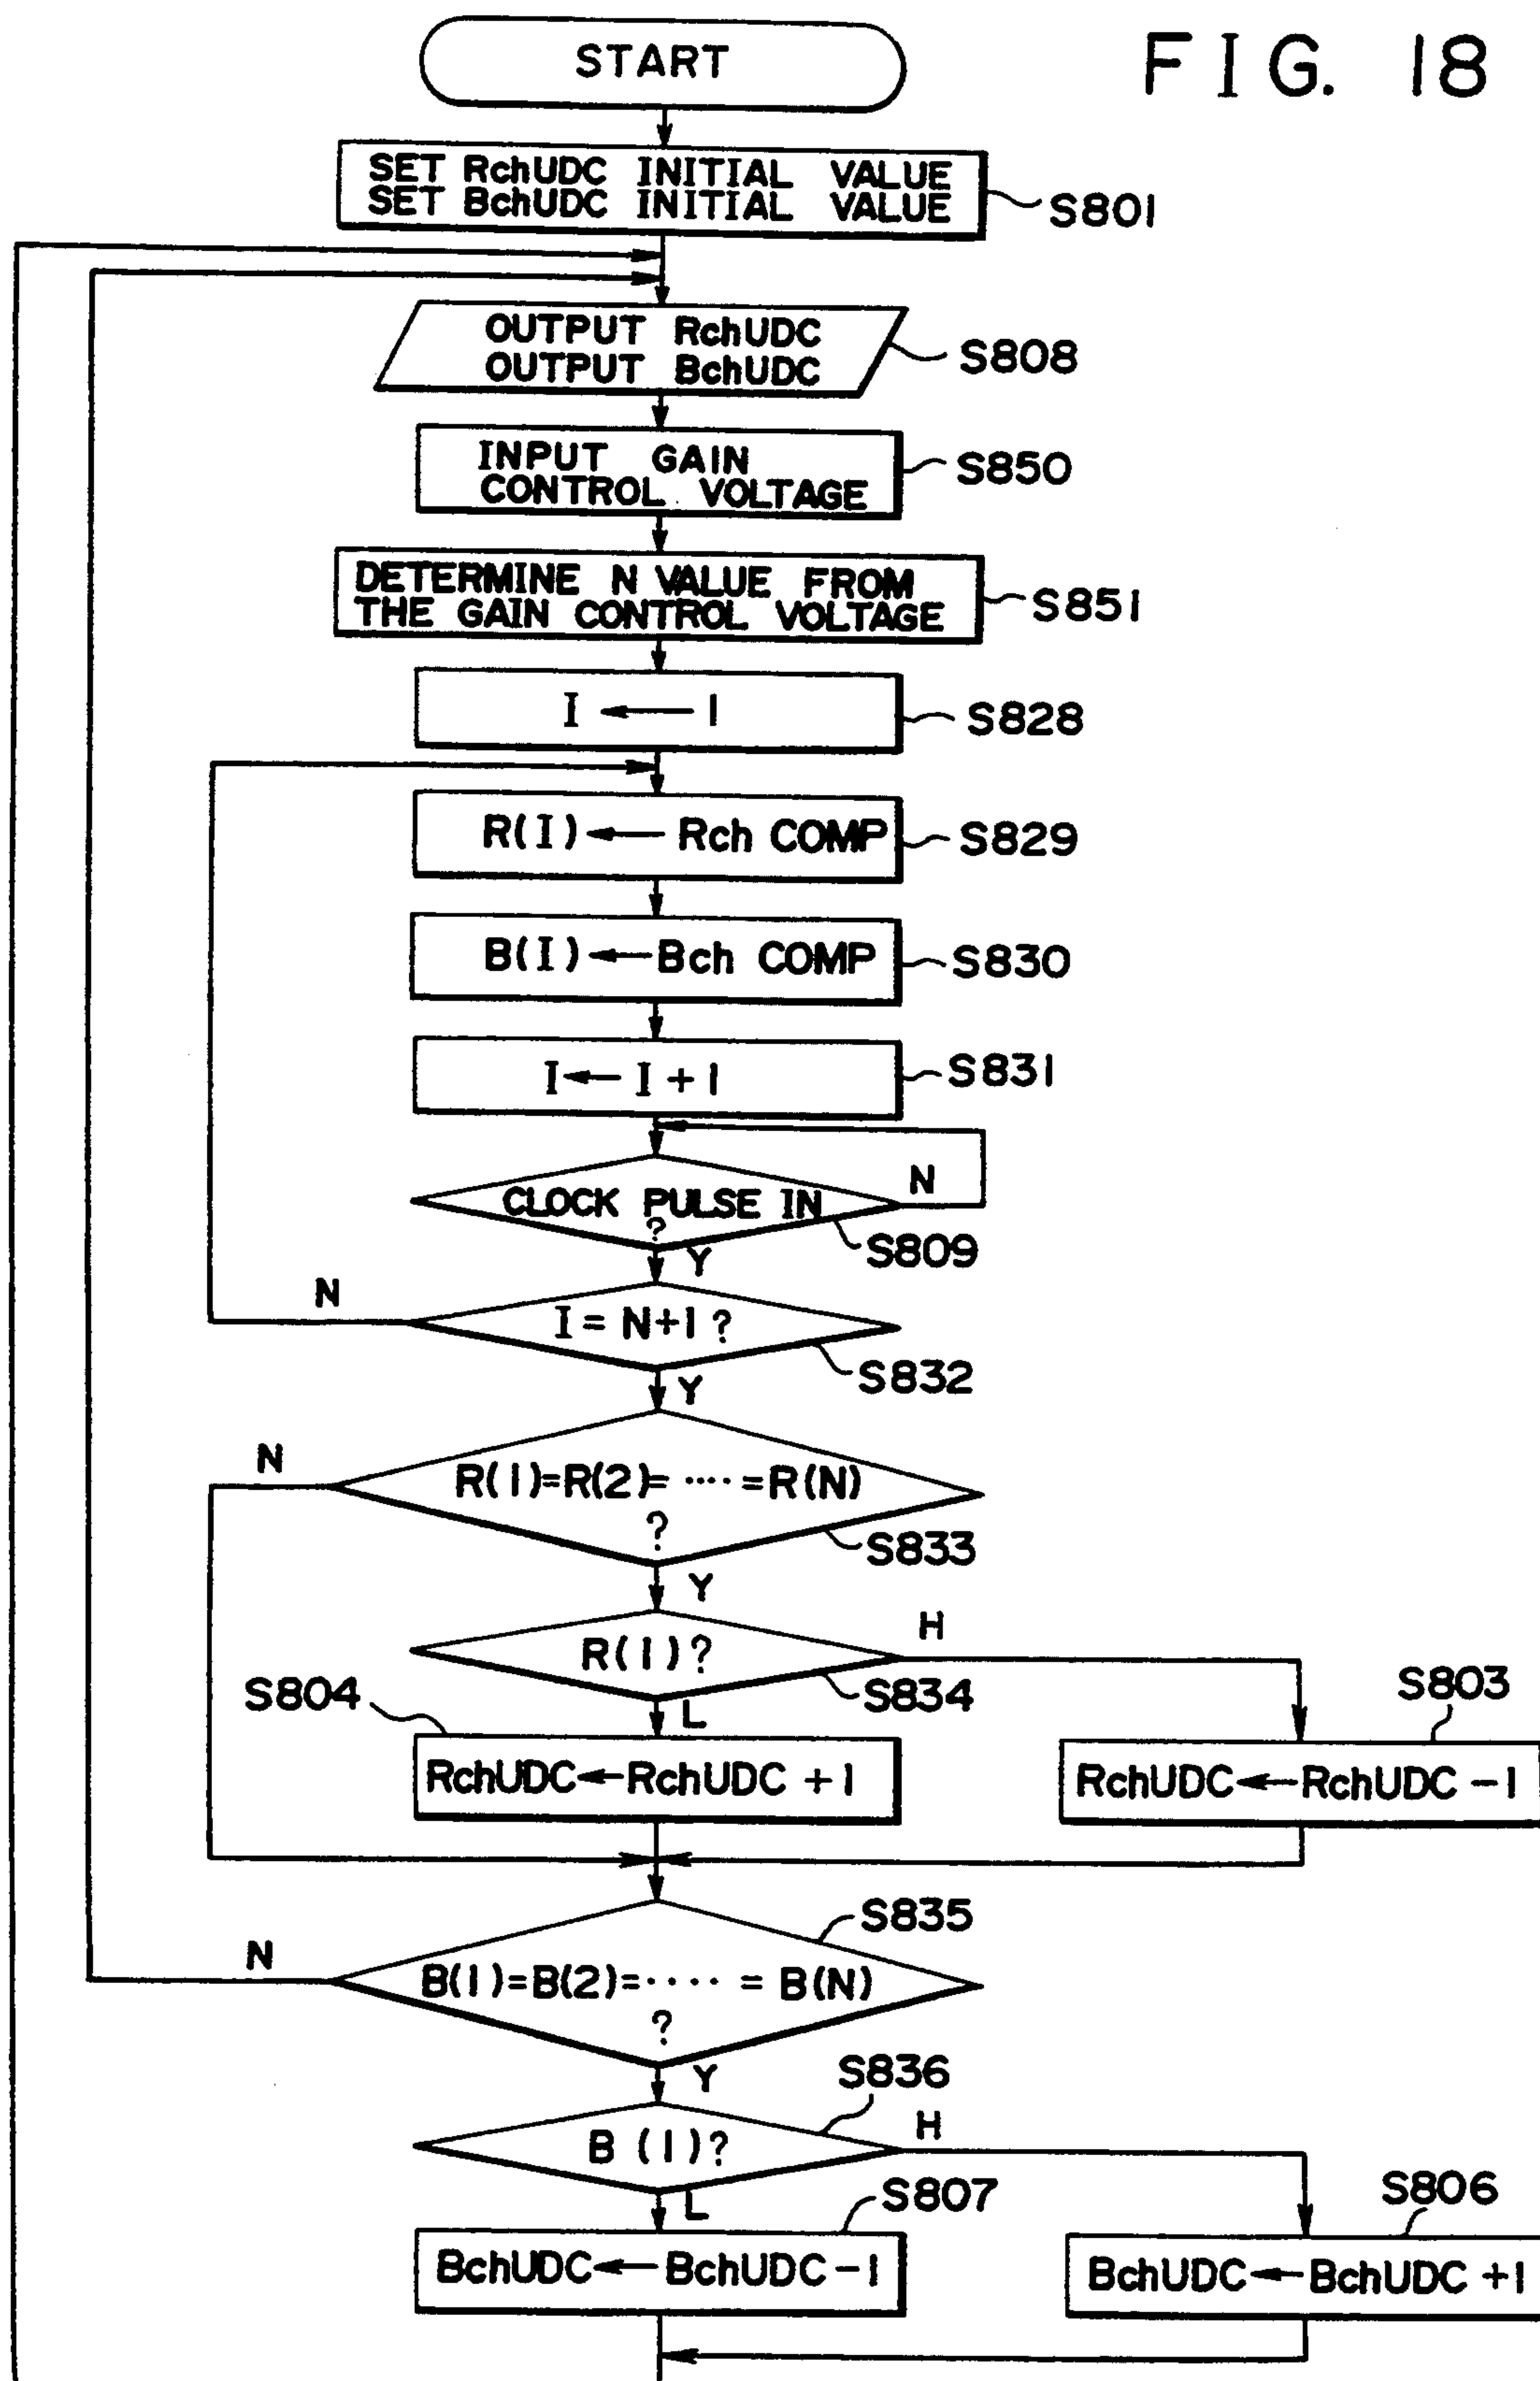 START
FIG. 18
SET RchUDC INITIAL VALUE
SET BchUDC INITIAL VALUE
S801
OUTPUT RchUDC
OUTPUT BchUDC
S808
INPUT GAIN
CONTROL VOLTAGE
S850
DETERMINE N VALUE FROM
THE GAIN CONTROL VOLTAGE
S851
I ← 1
S828
R(I) ← Rch COMP
S829
B(I) ← Bch COMP
S830
I ← I + 1
S831
CLOCK PULSE IN
?
N
S809
Y
N
I = N+1 ?
S832
Y
N
R(1)=R(2)= ···· =R(N)
?
S833
Y
R(1)?
H
S834
S804
L
S803
RchUDC ← RchUDC +1
RchUDC ← RchUDC -1
S835
N
B(1)=B(2)=···· = B(N)
?
Y
S836
B (1)?
H
L
S807
S806
BchUDC ← BchUDC -1
BchUDC ← BchUDC +1